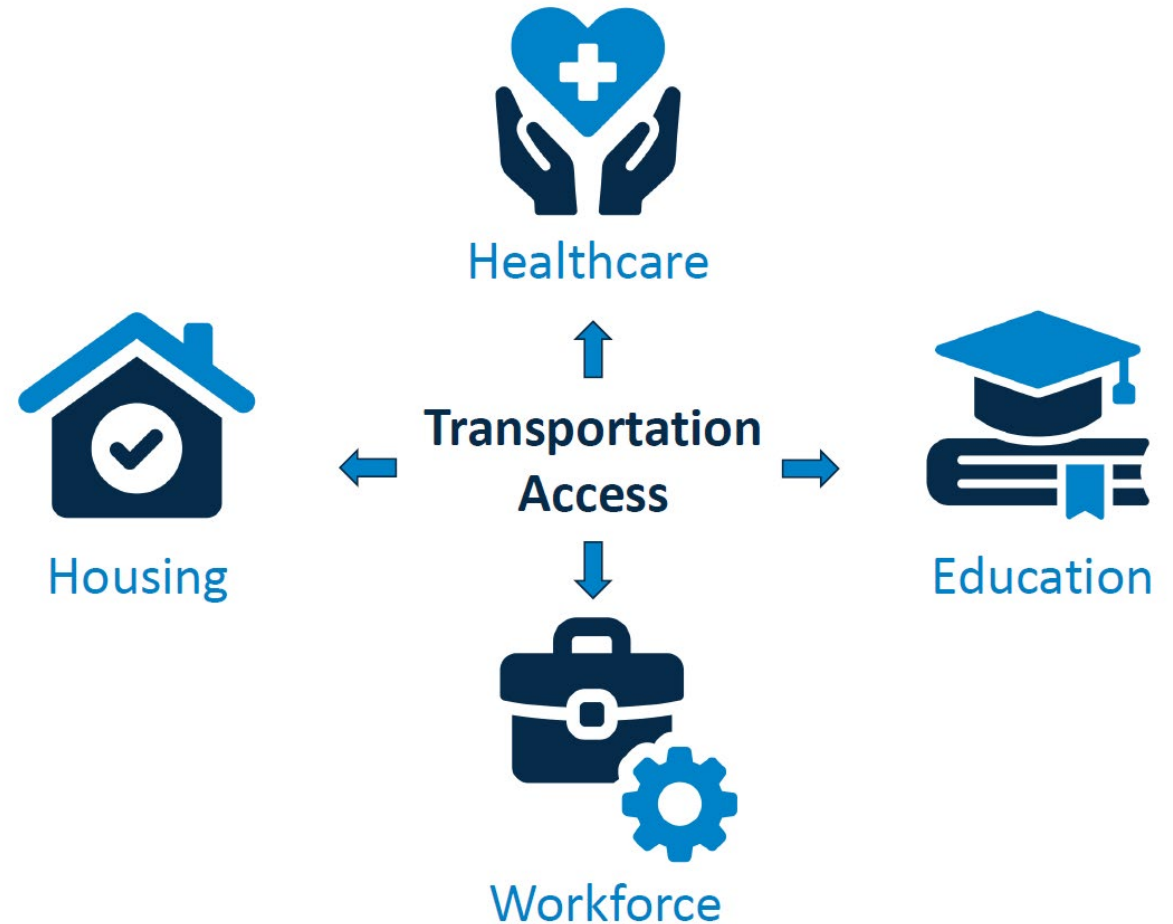 Healthcare
Transportation
Access
Housing
Education
Workforce